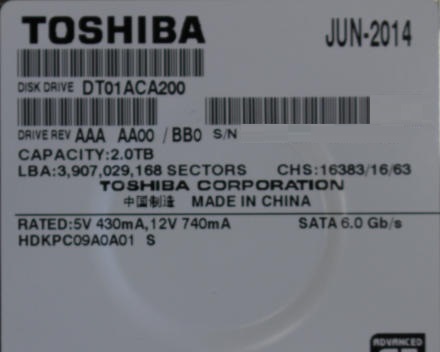 TOSHIBA JUN-2014
DISK DRIVE DT01ACA200
DRIVE REV AAA AA00 / BB0 S/N
CAPACITY:2.0TB
LBA:3,907,029,168 SECTORS CHS:16383/16/63
TOSHIBA CORPORATION
中国制造 MADE IN CHINA
RATED:5V 430mA,12V 740mA SATA 6.0 Gb/s
HDKPC09A0A01 S
ADVANCED